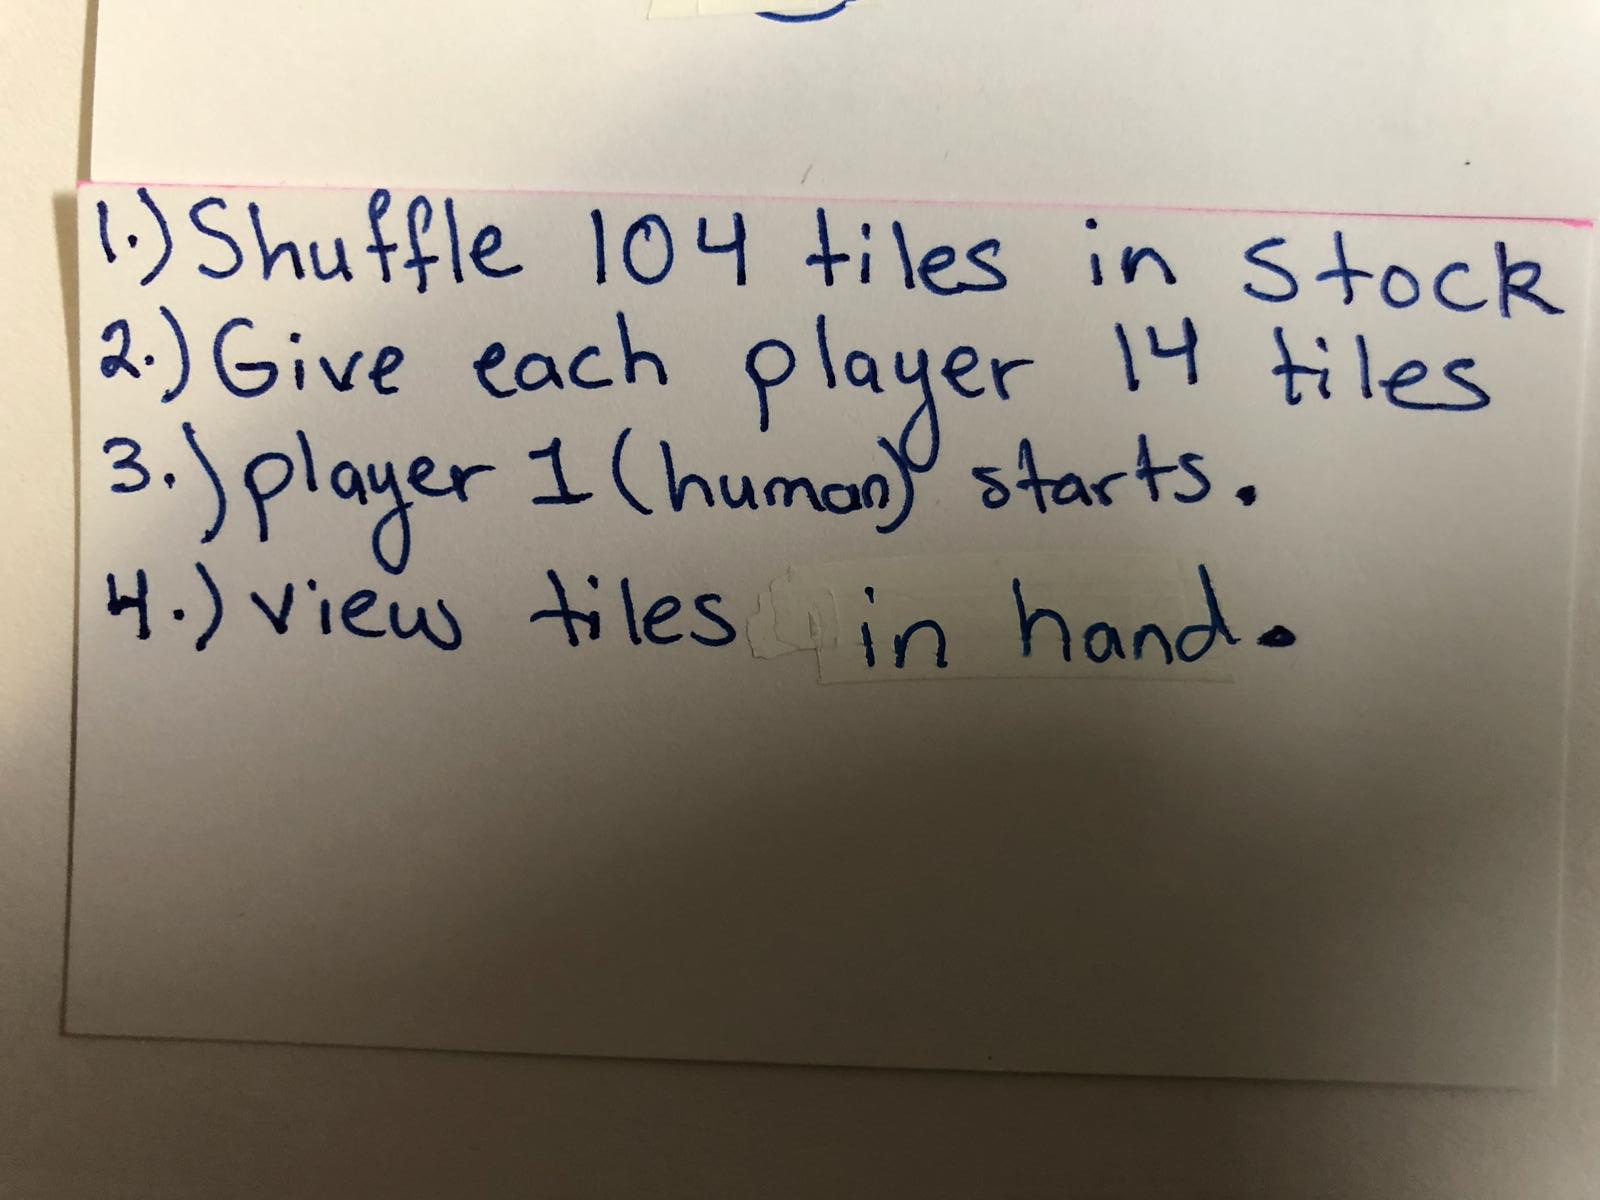 1.) Shuffle 104 tiles in stock
2.) Give each player 14 tiles
3.) player 1 (human) starts.
4.) view tiles in hand.